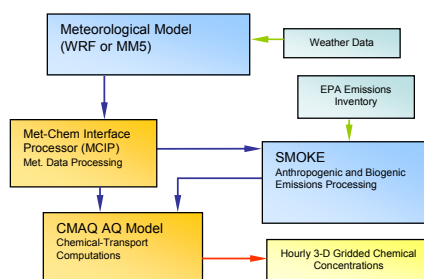 Meteorological Model
(WRF or MM5)
Weather Data
EPA Emissions
Inventory
Met-Chem Interface
Processor (MCIP)
Met. Data Processing
SMOKE
Anthropogenic and Biogenic
Emissions Processing
CMAQ AQ Model
Chemical-Transport
Computations
Hourly 3-D Gridded Chemical
Concentrations